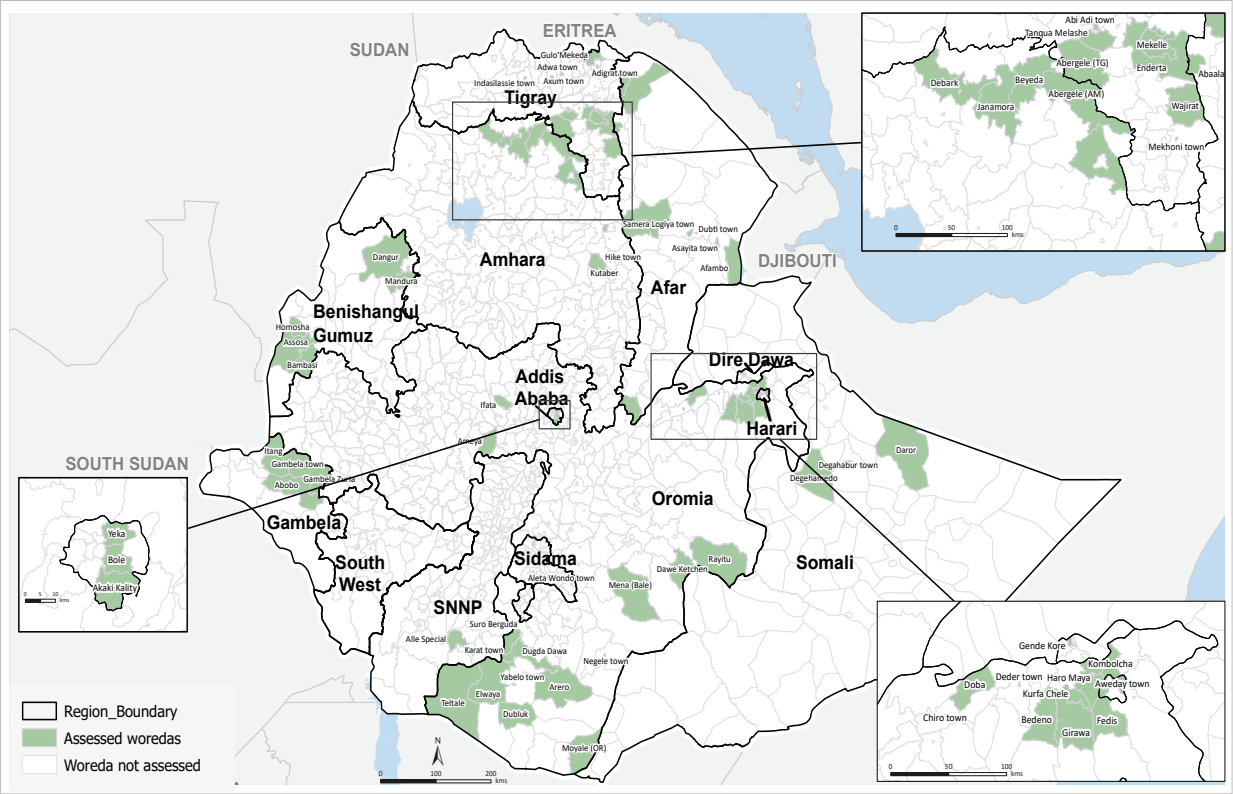 ERITREA
SUDAN
Gulo'Mekeda
Adwa town
Adigrat town
Indasilassie town
Axum town
Tigray
Abi Adi town
Tanqua Melashe
Mekelle
Abergele (TG)
Enderta
Abaala
Debark
Beyeda
Abergele (AM)
Janamora
Wajirat
Mekhoni town
0 50 100
kms
Samera Logiya town
Dubti town
Asayita town
Afambo
DJIBOUTI
Hike town
Kutaber
Amhara
Afar
Dangur
Mandura
Benishangul
Gumuz
Homosha
Assosa
Bambasi
Dire Dawa
Addis
Ababa
Harari
Ifata
Ameya
SOUTH SUDAN
Itang
Gambela town
Gambela Zuria
Abobo
Gambela
Daror
Degahabur town
Degehamedo
Oromia
Somali
South
West
Sidama
Aleta Wondo town
SNNP
Rayitu
Dawe Ketchen
Mena (Bale)
Suro Berguda
Alle Special
Karat town
Dugda Dawa
Negele town
Yabelo town
Elwaya
Arero
Teltale
Dubluk
Moyale (OR)
Yeka
Bole
Akaki Kality
0 5 10
kms
Gende Kore
Kombolcha
Doba
Deder town
Haro Maya
Aweday town
Kurfa Chele
Chiro town
Bedeno
Fedis
Girawa
0 50 100
kms
Region_Boundary
Assessed woredas
Woreda not assessed
N
0 100 200
kms